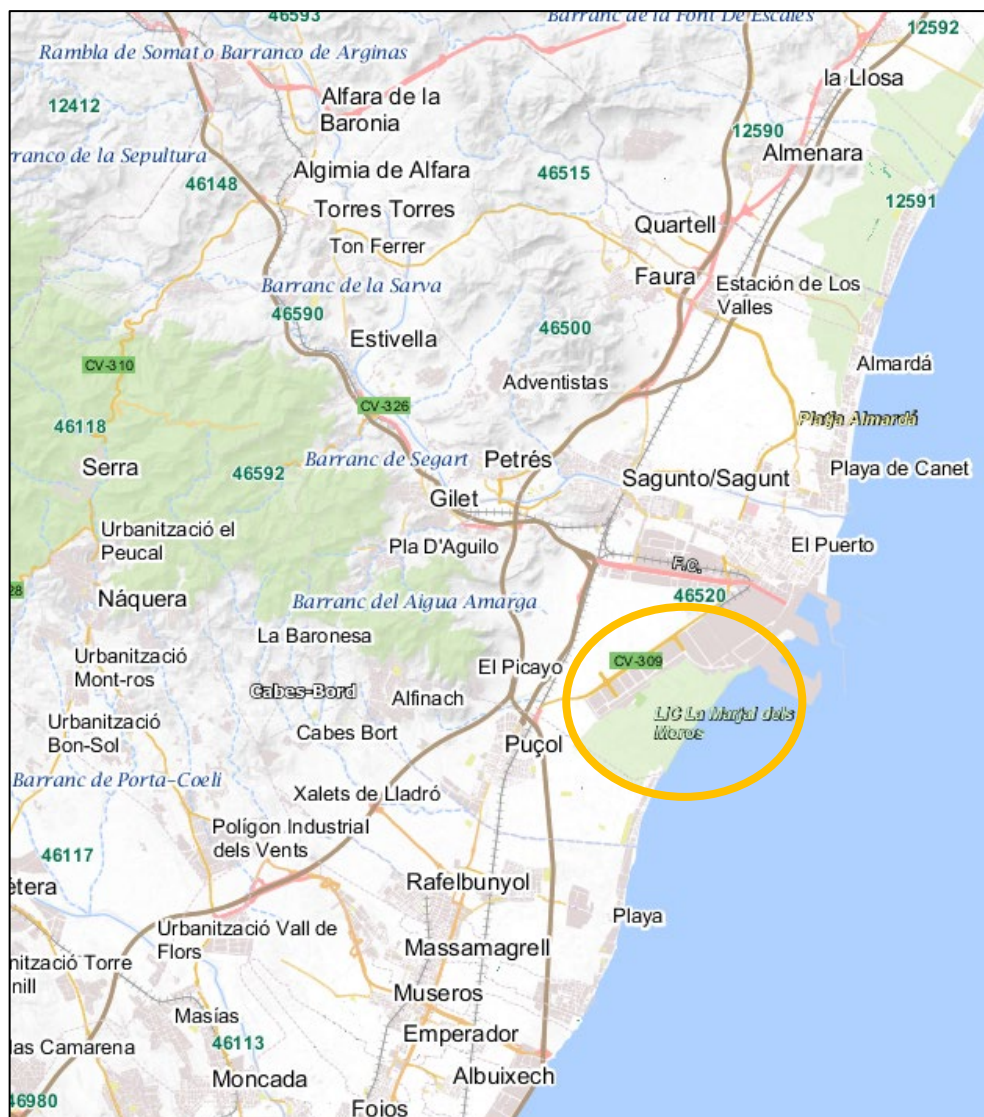 46593
Barranc de la Font De Escales
12592
Rambla de Somat o Barranco de Arginas
la Llosa
12412
Alfara de la
Baronia
12590
Almenara
rranco de la Sepultura
46148
Algimia de Alfara
46515
12591
Torres Torres
Quartell
Ton Ferrer
Faura
Estación de Los
Valles
Barranc de la Sarva
46590
Estivella
46500
CV-310
Almardá
Adventistas
CV-326
Platja Almardá
46118
Serra
46592
Barranc de Segart
Petrés
Sagunto/Sagunt
Playa de Canet
Gilet
Urbanització el
Peucal
Pla D'Aguilo
El Puerto
F.C.
28
Náquera
Barranc del Aigua Amarga
46520
La Baronesa
Urbanització
Mont-ros
El Picayo
CV-309
Cabes-Bord
Alfinach
LIC La Marjal dels
Moros
Urbanització
Bon-Sol
Cabes Bort
Puçol
Barranc de Porta-Coeli
Xalets de Lladró
Polígon Industrial
dels Vents
46117
étera
Rafelbunyol
Playa
Urbanització Vall de
Flors
Massamagrell
nització Torre
nill
Museros
Masías
Emperador
las Camarena
46113
Moncada
Albuixech
46980
Foios